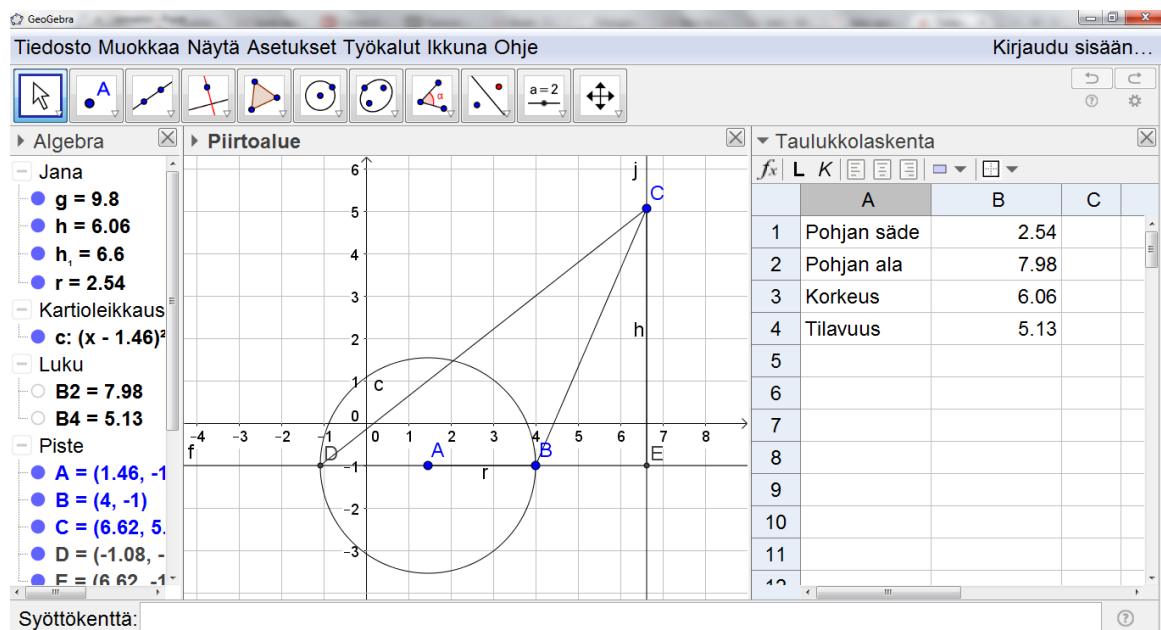 GeoGebra
Tiedosto Muokkaa Näytä Asetukset Työkalut Ikkuna Ohje Kirjaudu sisään…
A α a = 2
Algebra
Jana
g = 9.8
h = 6.06
h₁ = 6.6
r = 2.54
Kartioleikkaus
c: (x - 1.46)²
Luku
B2 = 7.98
B4 = 5.13
Piste
A = (1.46, -1
B = (4, -1)
C = (6.62, 5.
D = (-1.08, -
E = (6.62, -1
Piirtoalue
6 j
C
5
4
3
2 h
1 c
0
-4 -3 -2 -1 0 1 2 3 4 5 6 7 8
f D A B E
-1 r
-2
-3
Taulukkolaskenta
fx L K
A B C
1 Pohjan säde 2.54
2 Pohjan ala 7.98
3 Korkeus 6.06
4 Tilavuus 5.13
5
6
7
8
9
10
11
12
Syöttökenttä: